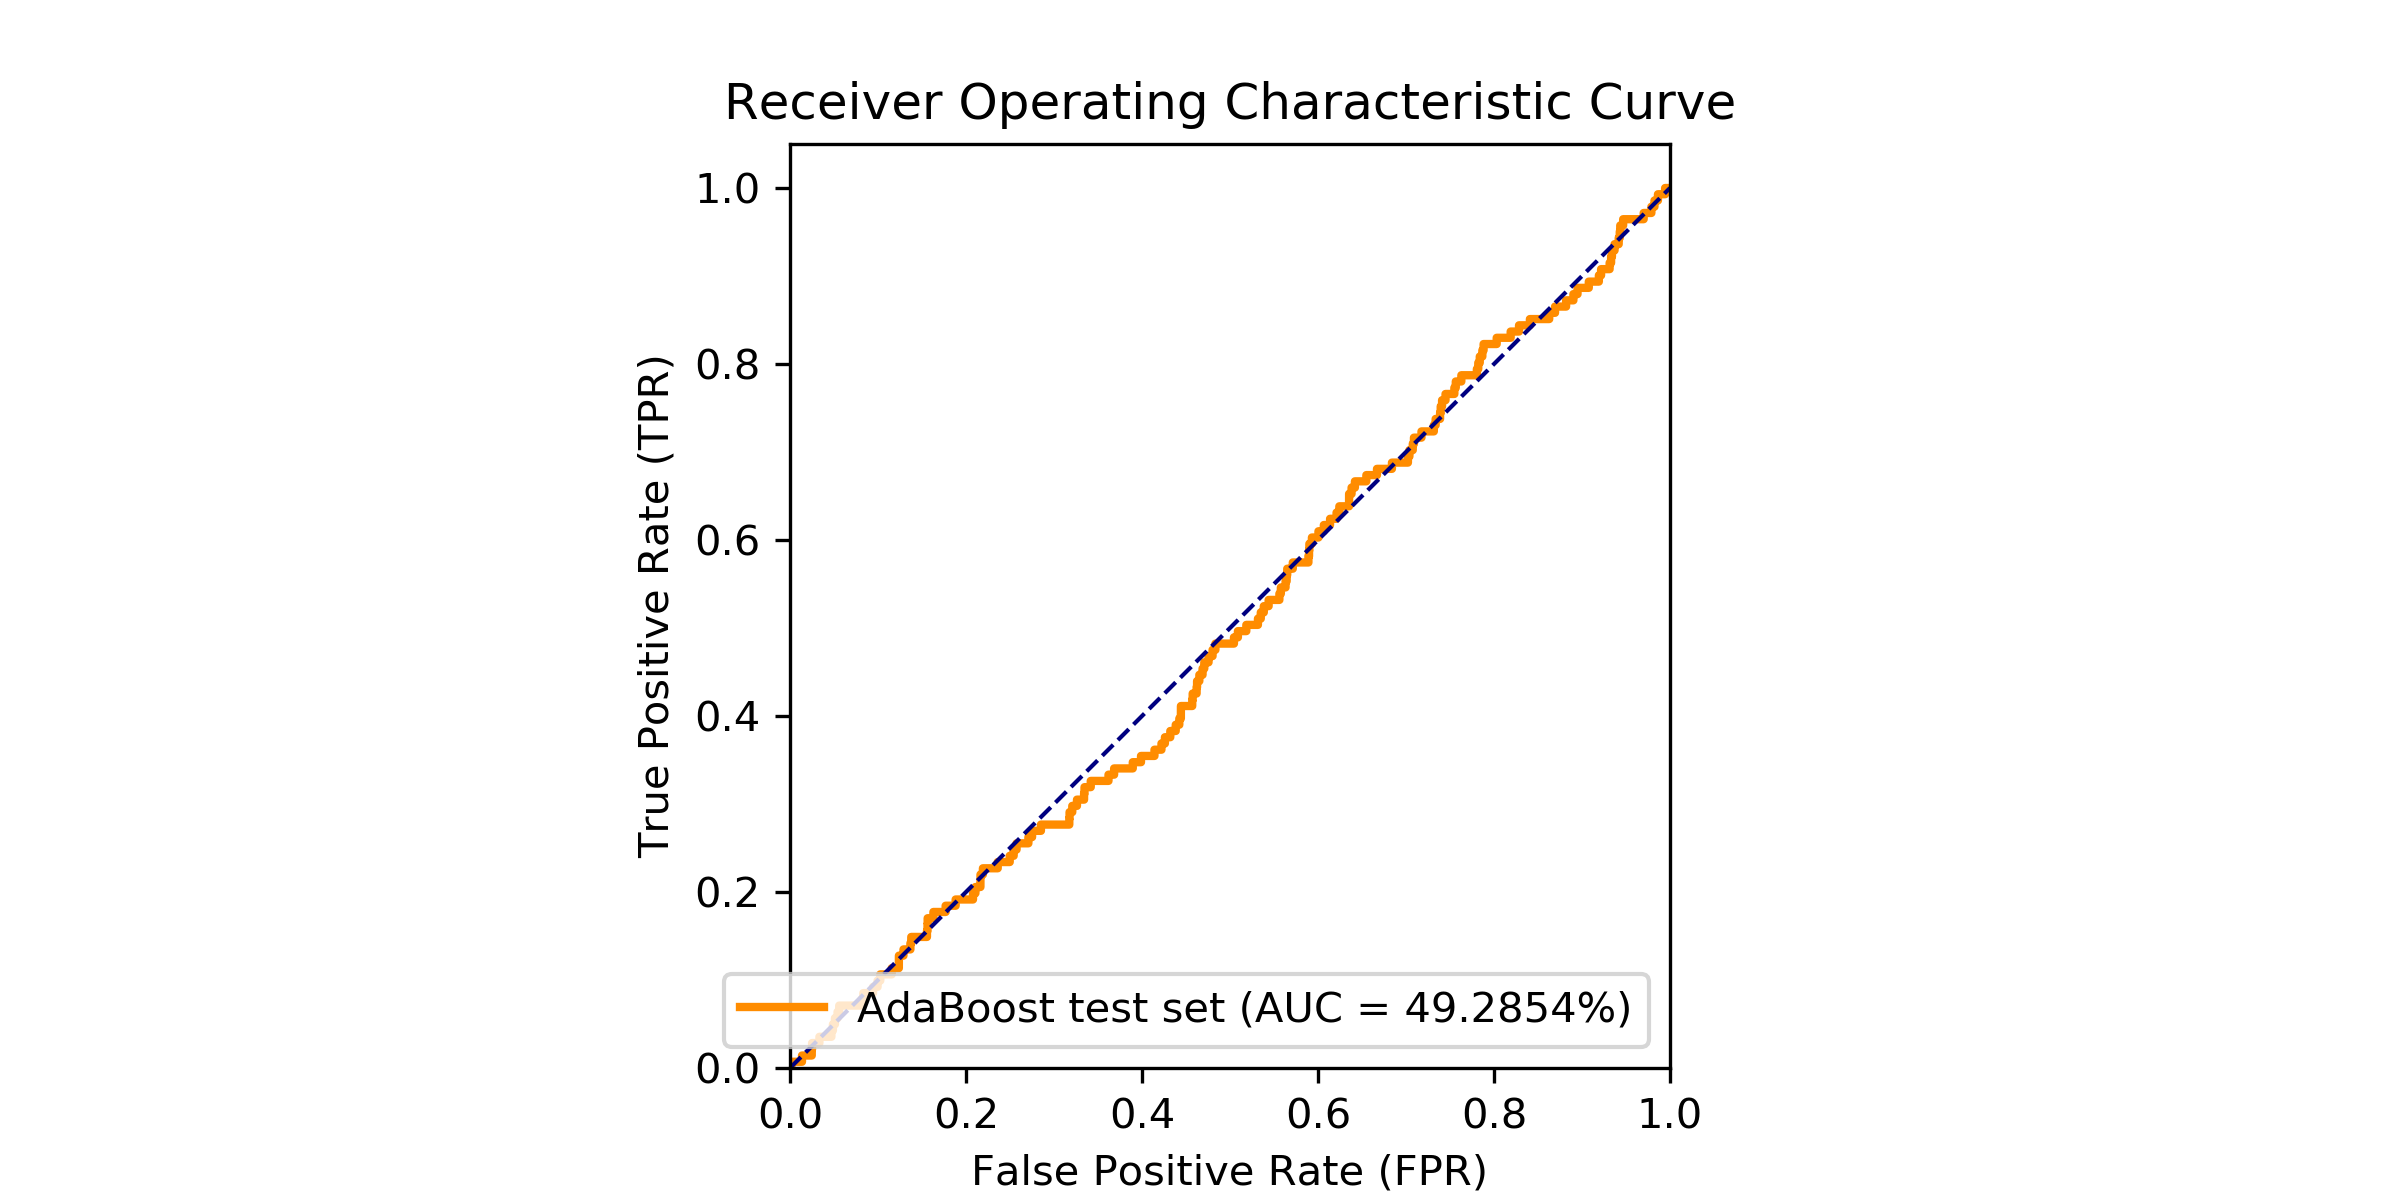 Receiver Operating Characteristic Curve
1.0
0.8
0.6
0.4
0.2
0.0
True Positive Rate (TPR)
AdaBoost test set (AUC = 49.2854%)
0.0 0.2 0.4 0.6 0.8 1.0
False Positive Rate (FPR)